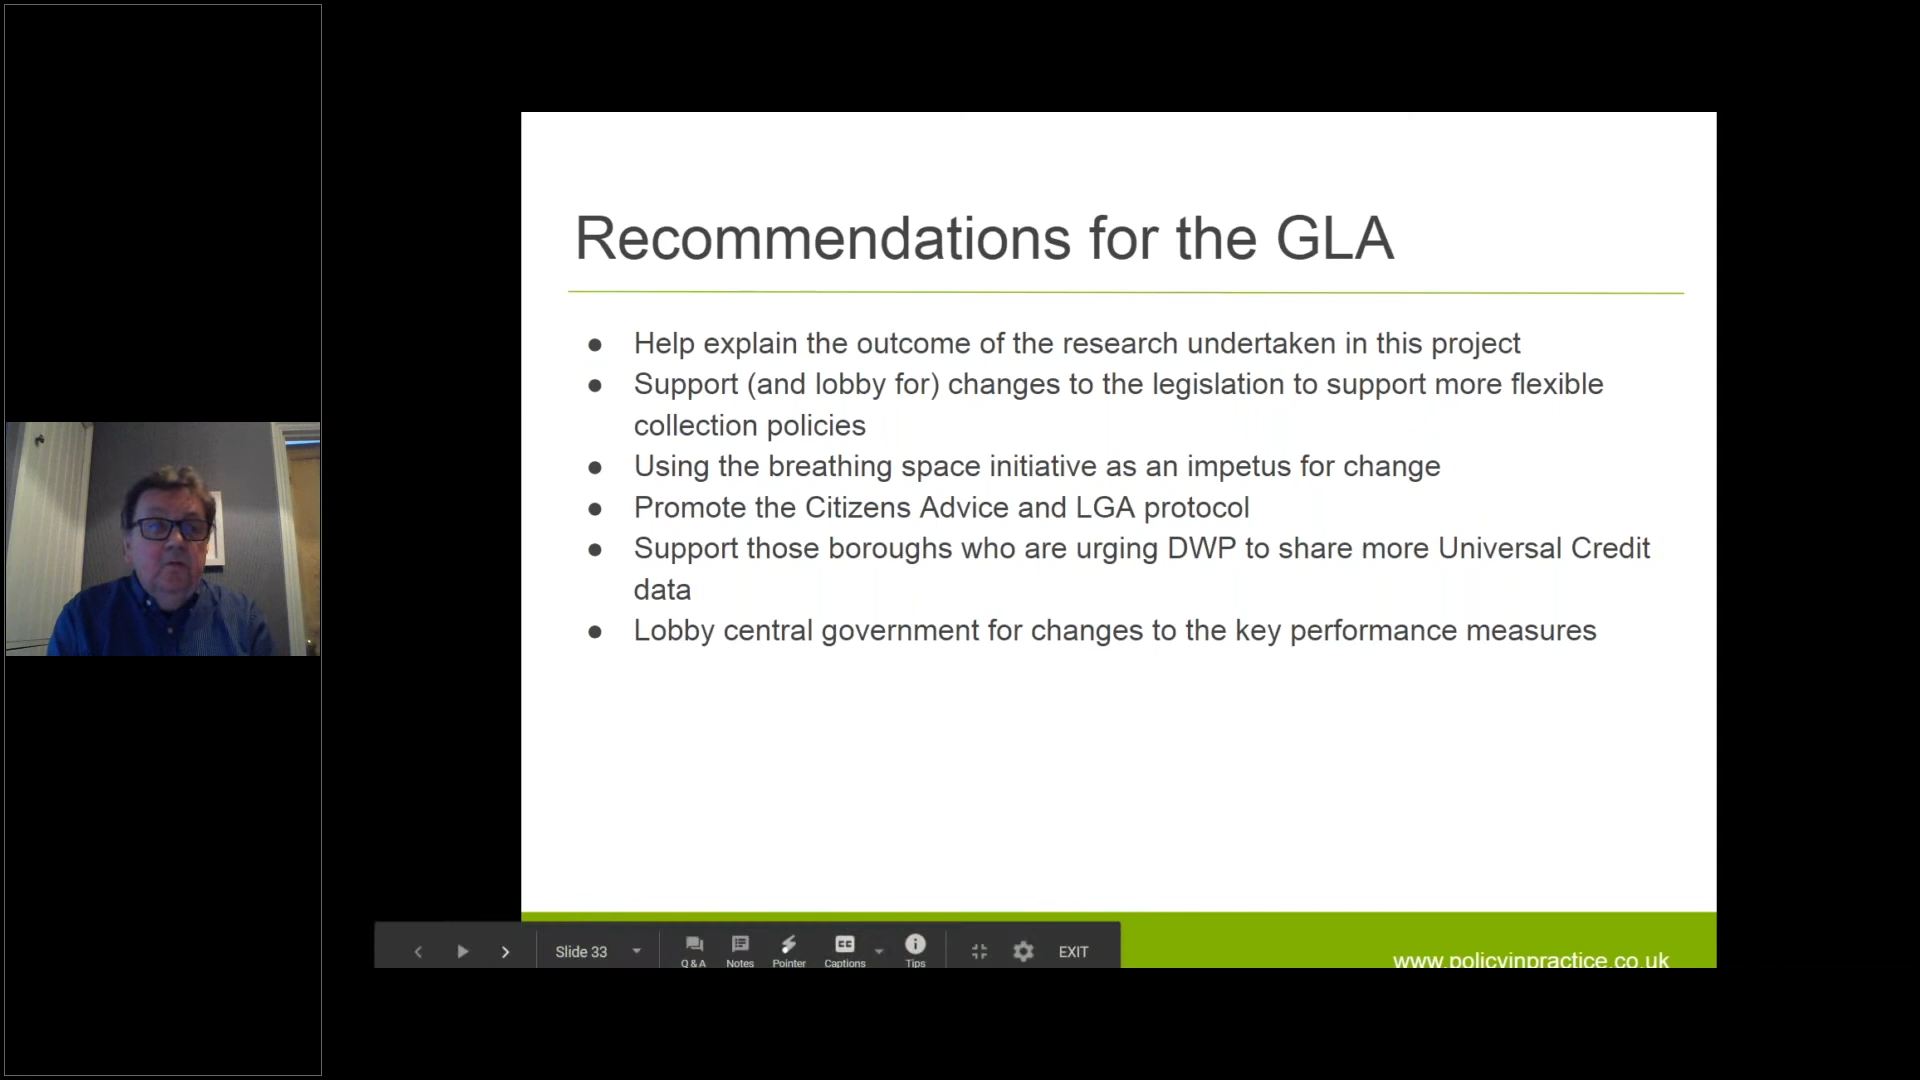 Recommendations for the GLA
● Help explain the outcome of the research undertaken in this project
● Support (and lobby for) changes to the legislation to support more flexible
collection policies
● Using the breathing space initiative as an impetus for change
● Promote the Citizens Advice and LGA protocol
● Support those boroughs who are urging DWP to share more Universal Credit
data
● Lobby central government for changes to the key performance measures
Slide 33
Q & A
Notes
Pointer
CC
Captions
Tips
EXIT
www.policyinpractice.co.uk